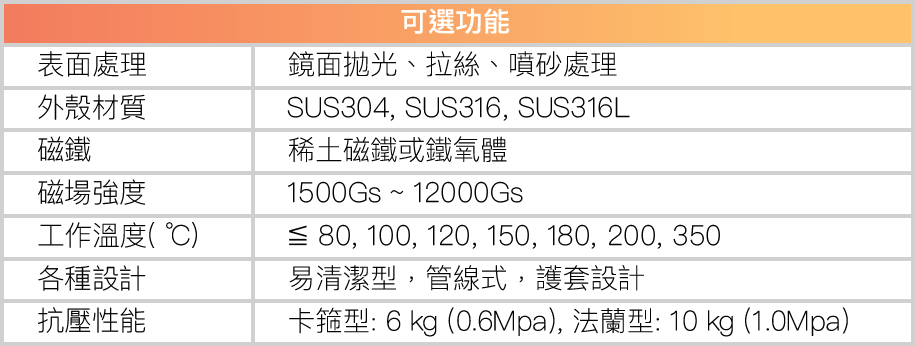 可選功能
表面處理 鏡面拋光、拉絲、噴砂處理
外殼材質 SUS304, SUS316, SUS316L
磁鐵 稀土磁鐵或鐵氧體
磁場強度 1500Gs ~ 12000Gs
工作溫度( ℃) ≦ 80, 100, 120, 150, 180, 200, 350
各種設計 易清潔型，管線式，護套設計
抗壓性能 卡箍型: 6 kg (0.6Mpa), 法蘭型: 10 kg (1.0Mpa)